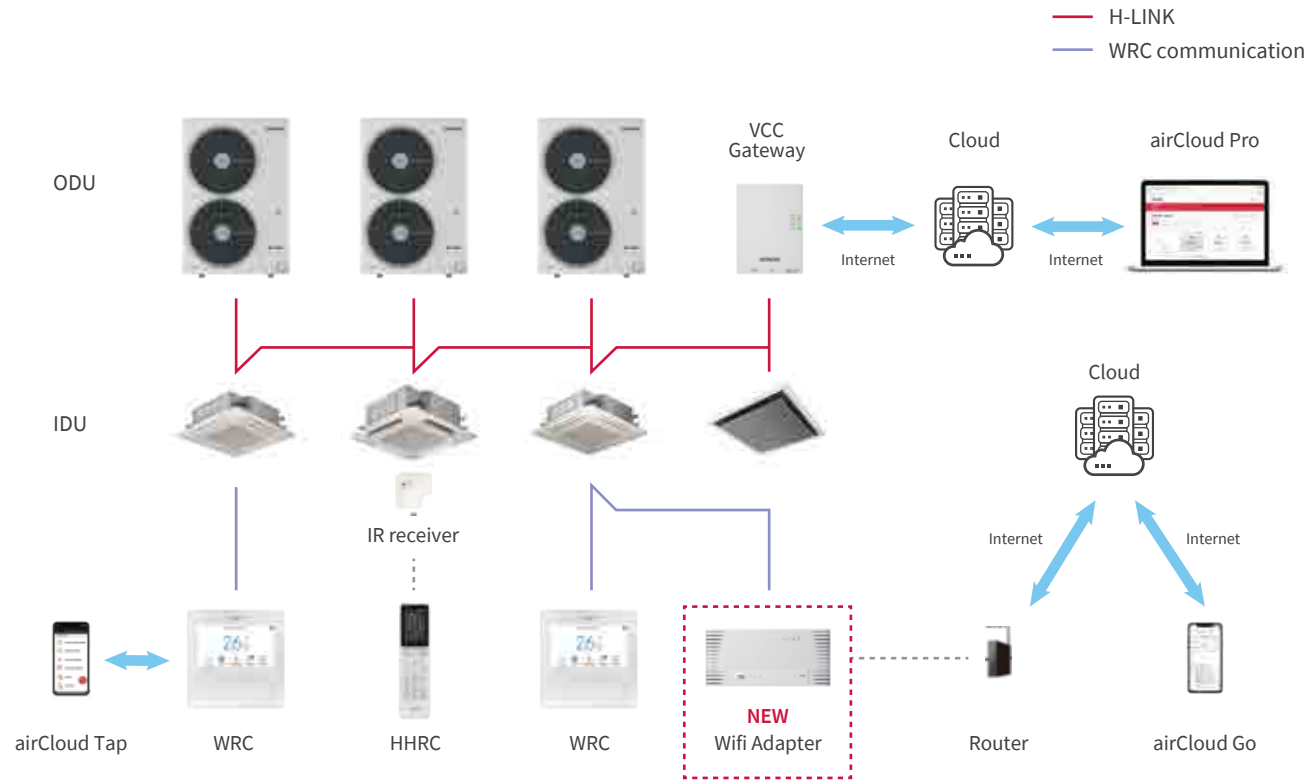 H-LINK
WRC communication
VCC
Gateway
Cloud
airCloud Pro
ODU
Internet
Internet
Cloud
IDU
IR receiver
Internet
Internet
NEW
airCloud Tap
WRC
HHRC
WRC
Wifi Adapter
Router
airCloud Go